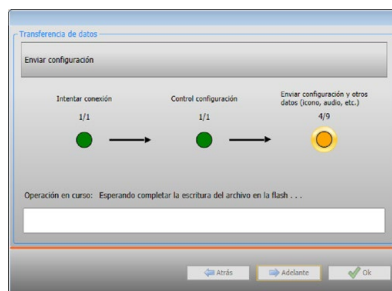 Transferencia de datos
Enviar configuración
Intentar conexión
1/1
Control configuración
1/1
Enviar configuración y otros
datos (icono, audio, etc.)
4/9
Operación en curso: Esperando completar la escritura del archivo en la flash . . .
Atrás
Adelante
Ok